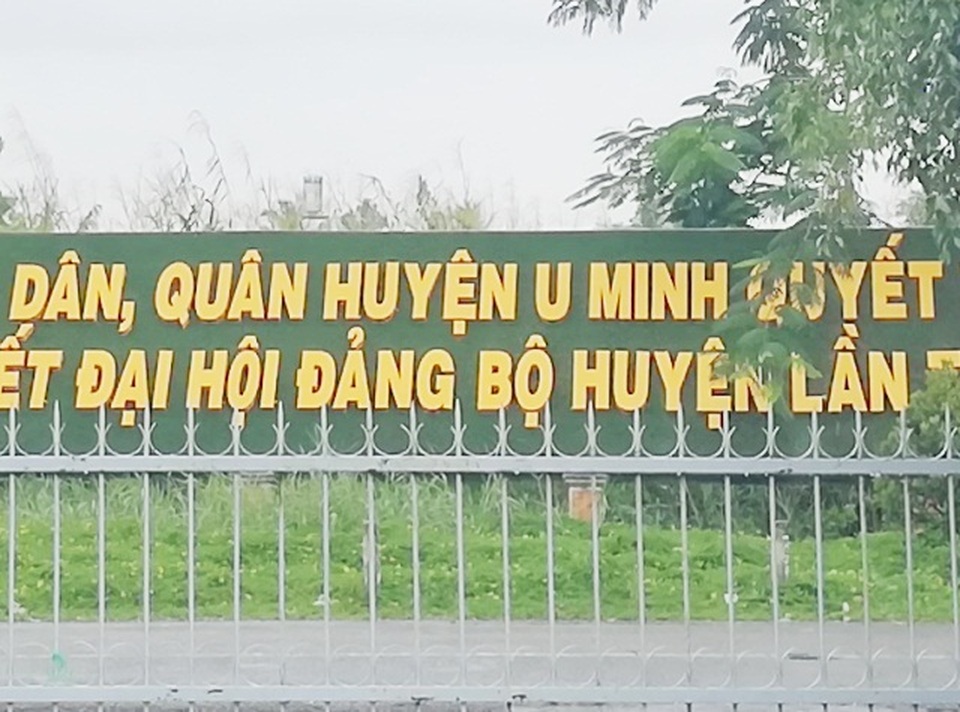 DÂN, QUÂN HUYỆN U MINH QUYẾT
ĐẠI HỘI ĐẢNG BỘ HUYỆN LẦN